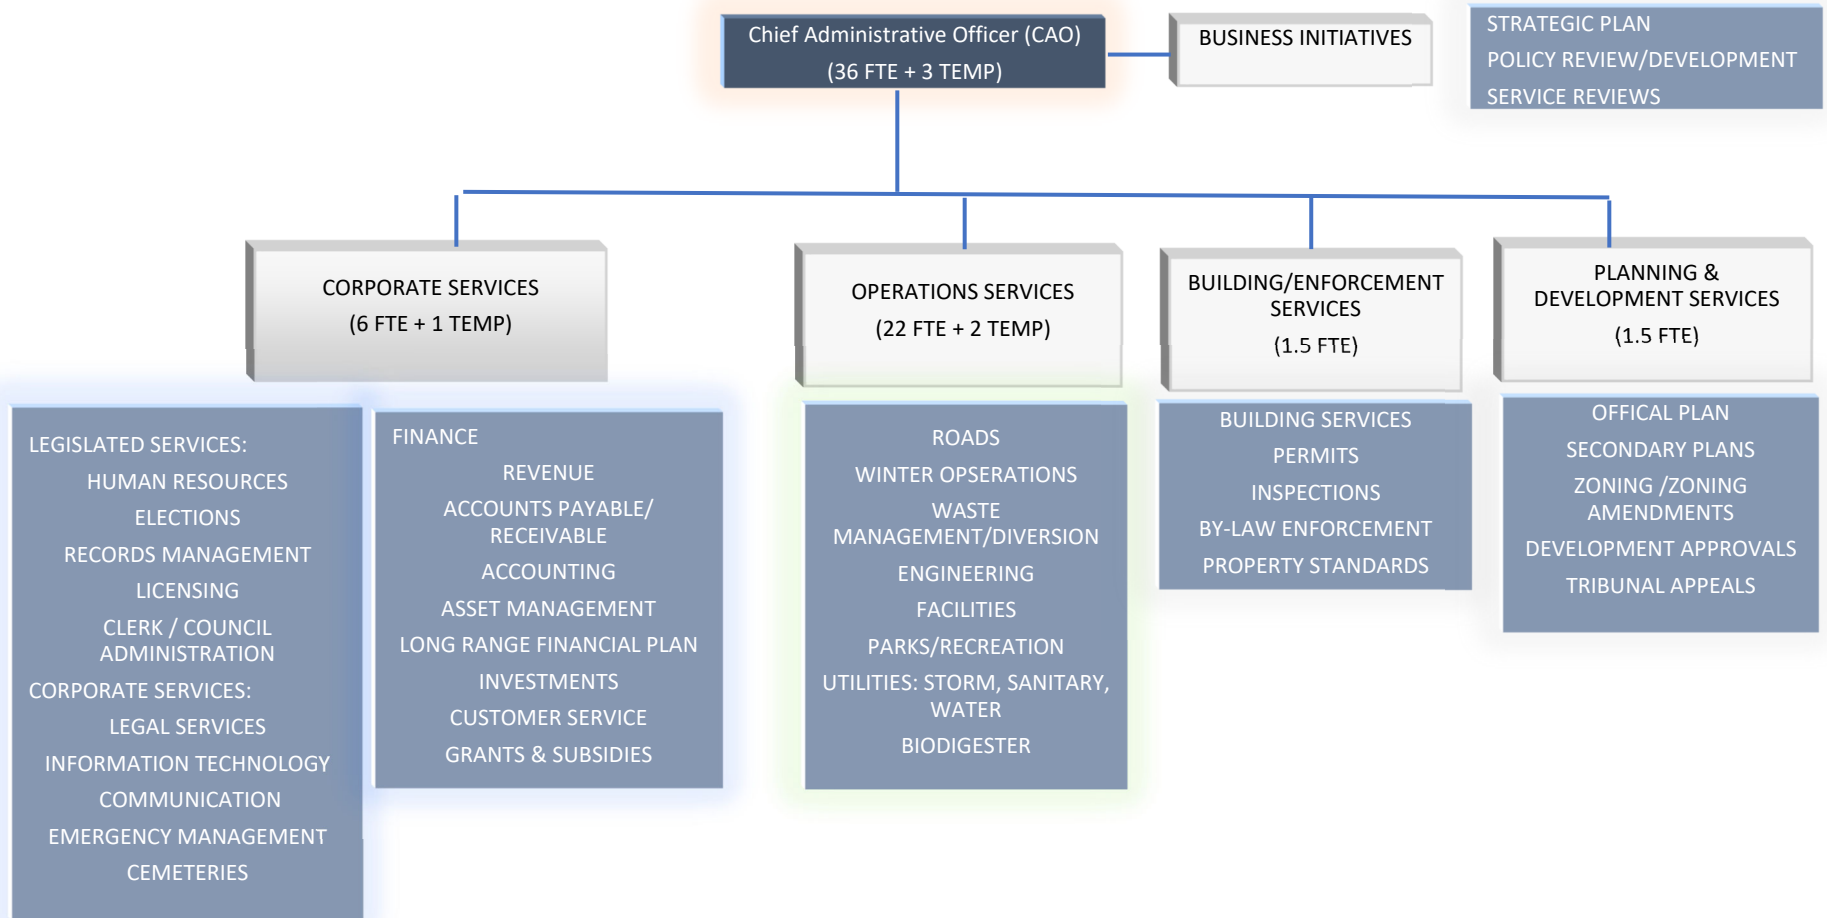 Chief Administrative Officer (CAO)
(36 FTE + 3 TEMP)
BUSINESS INITIATIVES
STRATEGIC PLAN
POLICY REVIEW/DEVELOPMENT
SERVICE REVIEWS
CORPORATE SERVICES
(6 FTE + 1 TEMP)
OPERATIONS SERVICES
(22 FTE + 2 TEMP)
BUILDING/ENFORCEMENT
SERVICES
(1.5 FTE)
PLANNING &
DEVELOPMENT SERVICES
(1.5 FTE)
LEGISLATED SERVICES:
HUMAN RESOURCES
ELECTIONS
RECORDS MANAGEMENT
LICENSING
CLERK / COUNCIL
ADMINISTRATION
CORPORATE SERVICES:
LEGAL SERVICES
INFORMATION TECHNOLOGY
COMMUNICATION
EMERGENCY MANAGEMENT
CEMETERIES
FINANCE
REVENUE
ACCOUNTS PAYABLE/
RECEIVABLE
ACCOUNTING
ASSET MANAGEMENT
LONG RANGE FINANCIAL PLAN
INVESTMENTS
CUSTOMER SERVICE
GRANTS & SUBSIDIES
ROADS
WINTER OPSERATIONS
WASTE
MANAGEMENT/DIVERSION
ENGINEERING
FACILITIES
PARKS/RECREATION
UTILITIES: STORM, SANITARY,
WATER
BIODIGESTER
BUILDING SERVICES
PERMITS
INSPECTIONS
BY-LAW ENFORCEMENT
PROPERTY STANDARDS
OFFICAL PLAN
SECONDARY PLANS
ZONING /ZONING
AMENDMENTS
DEVELOPMENT APPROVALS
TRIBUNAL APPEALS